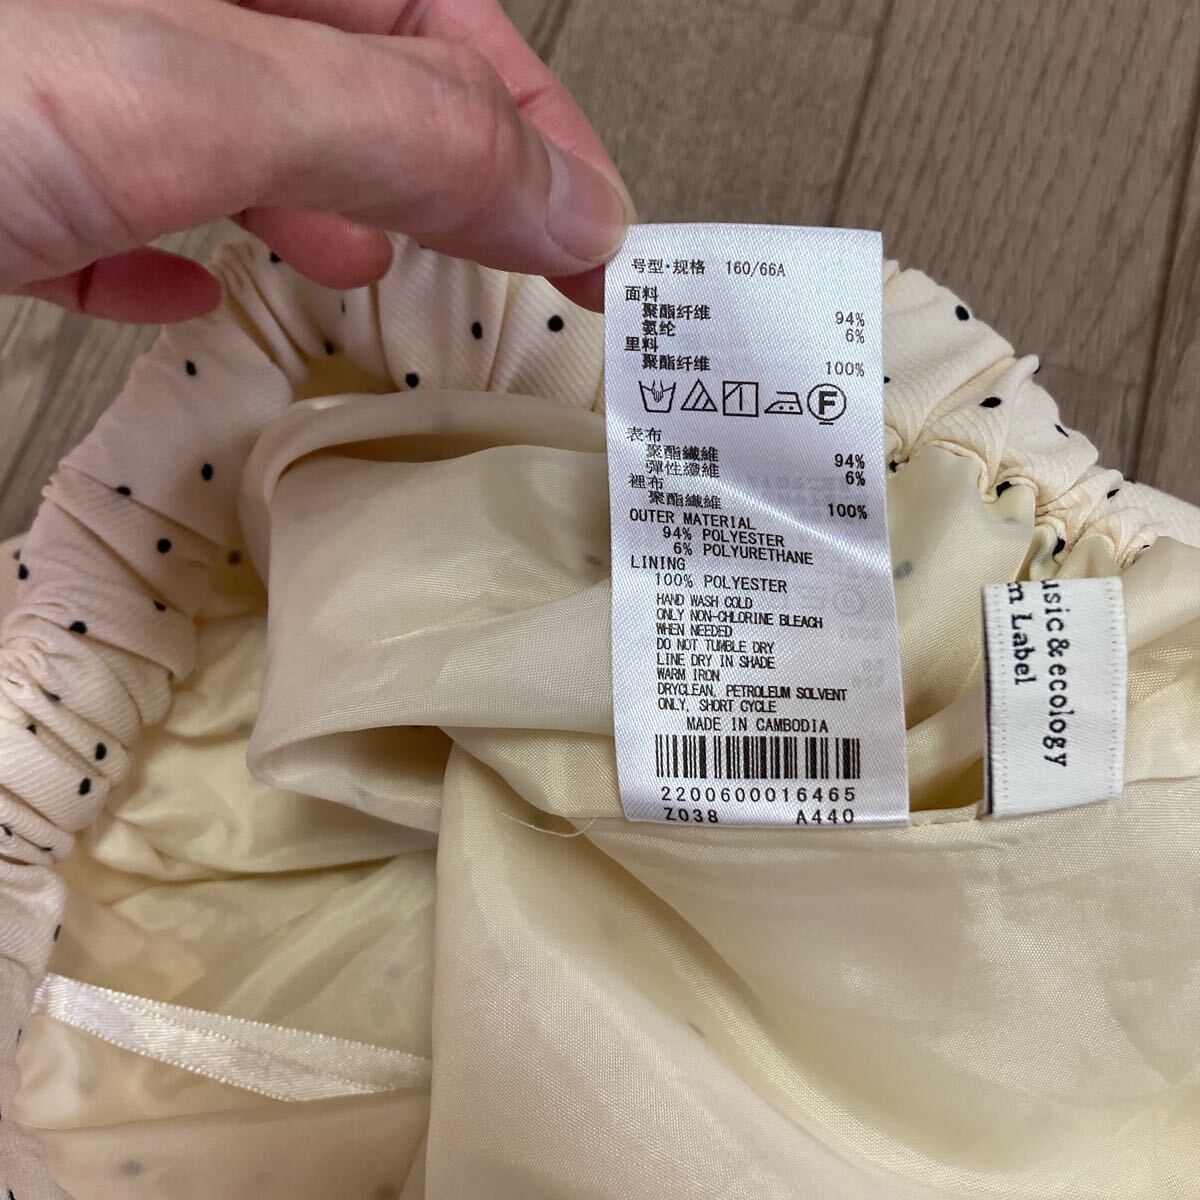 号型·规格 160/66A
面料
聚酯纤维 94%
氨纶 6%
里料
聚酯纤维 100%
F
表布
聚酯纖維 94%
彈性纖維 6%
裡布
聚酯纖維 100%
OUTER MATERIAL
94% POLYESTER
6% POLYURETHANE
LINING
100% POLYESTER
HAND WASH COLD
ONLY NON-CHLORINE BLEACH
WHEN NEEDED
DO NOT TUMBLE DRY
LINE DRY IN SHADE
WARM IRON
DRYCLEAN, PETROLEUM SOLVENT
ONLY, SHORT CYCLE
MADE IN CAMBODIA
2200600016465
Z038 A440
usic&ecology
m Label